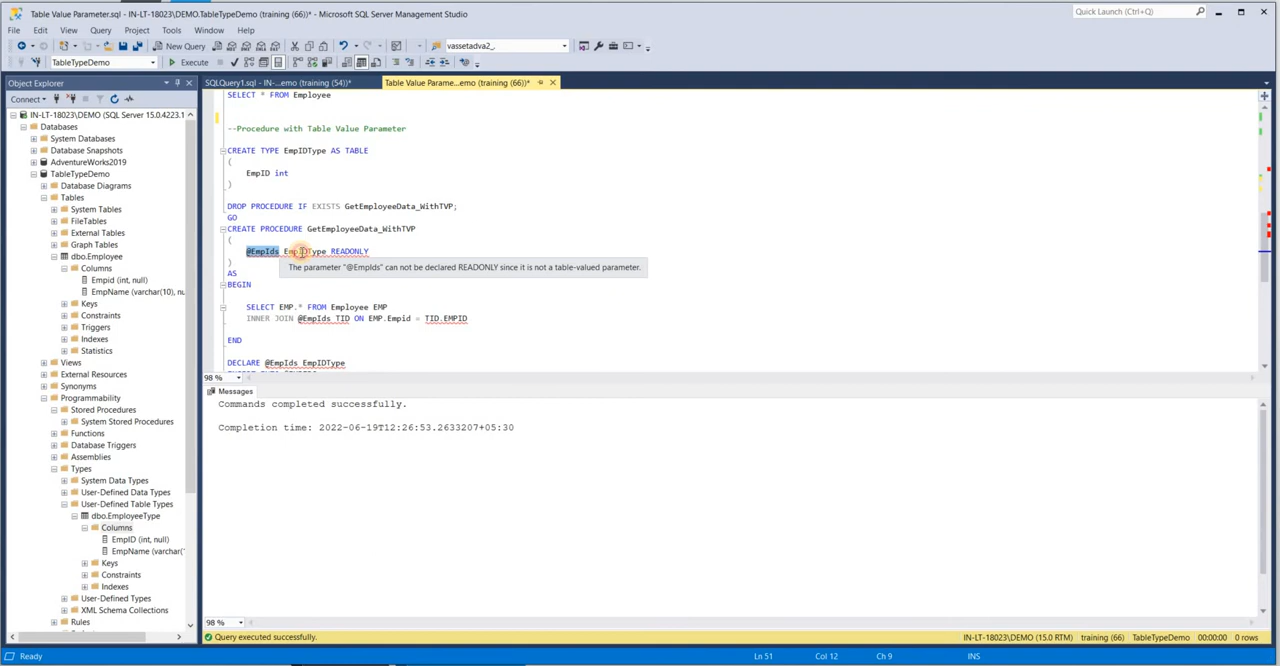 Table Value Parameter.sql - IN-LT-18023\DEMO.TableTypeDemo (training (66))* - Microsoft SQL Server Management Studio
Quick Launch (Ctrl+Q)
File Edit View Query Project Tools Window Help
New Query
vassetadva2_.
TableTypeDemo
Execute
Object Explorer
SQLQuery1.sql - IN-...emo (training (54))*
Table Value Parame...emo (training (66))*
Connect
IN-LT-18023\DEMO (SQL Server 15.0.4223.1
Databases
System Databases
Database Snapshots
AdventureWorks2019
TableTypeDemo
Database Diagrams
Tables
System Tables
FileTables
External Tables
Graph Tables
dbo.Employee
Columns
Empid (int, null)
EmpName (varchar(10), nu
Keys
Constraints
Triggers
Indexes
Statistics
Views
External Resources
Synonyms
Programmability
Stored Procedures
System Stored Procedures
Functions
Database Triggers
Assemblies
Types
System Data Types
User-Defined Data Types
User-Defined Table Types
dbo.EmployeeType
Columns
EmpID (int, null)
EmpName (varchar(
Keys
Constraints
Indexes
User-Defined Types
XML Schema Collections
Rules
SELECT * FROM Employee
--Procedure with Table Value Parameter
CREATE TYPE EmpIDType AS TABLE
(
EmpID int
)
DROP PROCEDURE IF EXISTS GetEmployeeData_WithTVP;
GO
CREATE PROCEDURE GetEmployeeData_WithTVP
(
@EmpIds EmpIDType READONLY
)
The parameter "@EmpIds" can not be declared READONLY since it is not a table-valued parameter.
AS
BEGIN
SELECT EMP.* FROM Employee EMP
INNER JOIN @EmpIds TID ON EMP.Empid = TID.EMPID
END
DECLARE @EmpIds EmpIDType
98 %
Messages
Commands completed successfully.
Completion time: 2022-06-19T12:26:53.2633207+05:30
98 %
Query executed successfully.
IN-LT-18023\DEMO (15.0 RTM) training (66) TableTypeDemo 00:00:00 0 rows
Ready
Ln 51 Col 12 Ch 9 INS